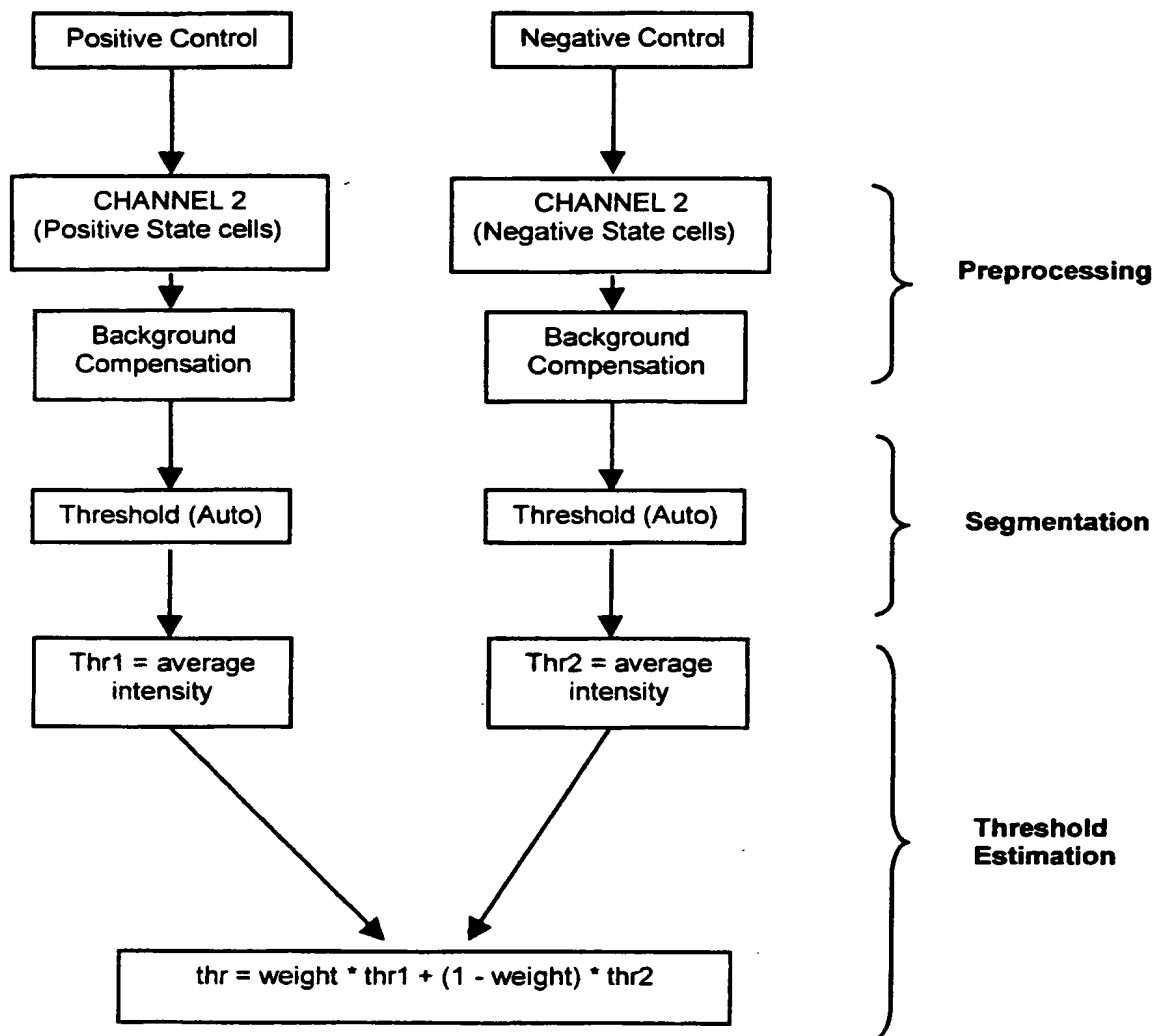 Positive Control
Negative Control
CHANNEL 2
(Positive State cells)
CHANNEL 2
(Negative State cells)
Preprocessing
Background
Compensation
Background
Compensation
Threshold (Auto)
Threshold (Auto)
Segmentation
Thr1 = average
intensity
Thr2 = average
intensity
Threshold
Estimation
thr = weight * thr1 + (1 - weight) * thr2